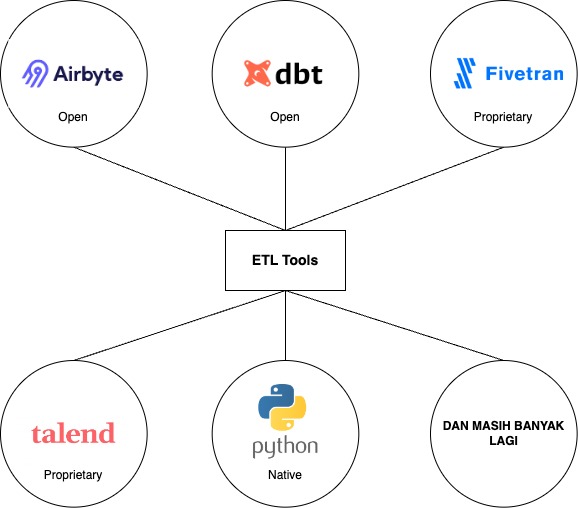 Airbyte
Open
dbt
Open
Fivetran
Proprietary
ETL Tools
talend
Proprietary
python
Native
DAN MASIH BANYAK
LAGI